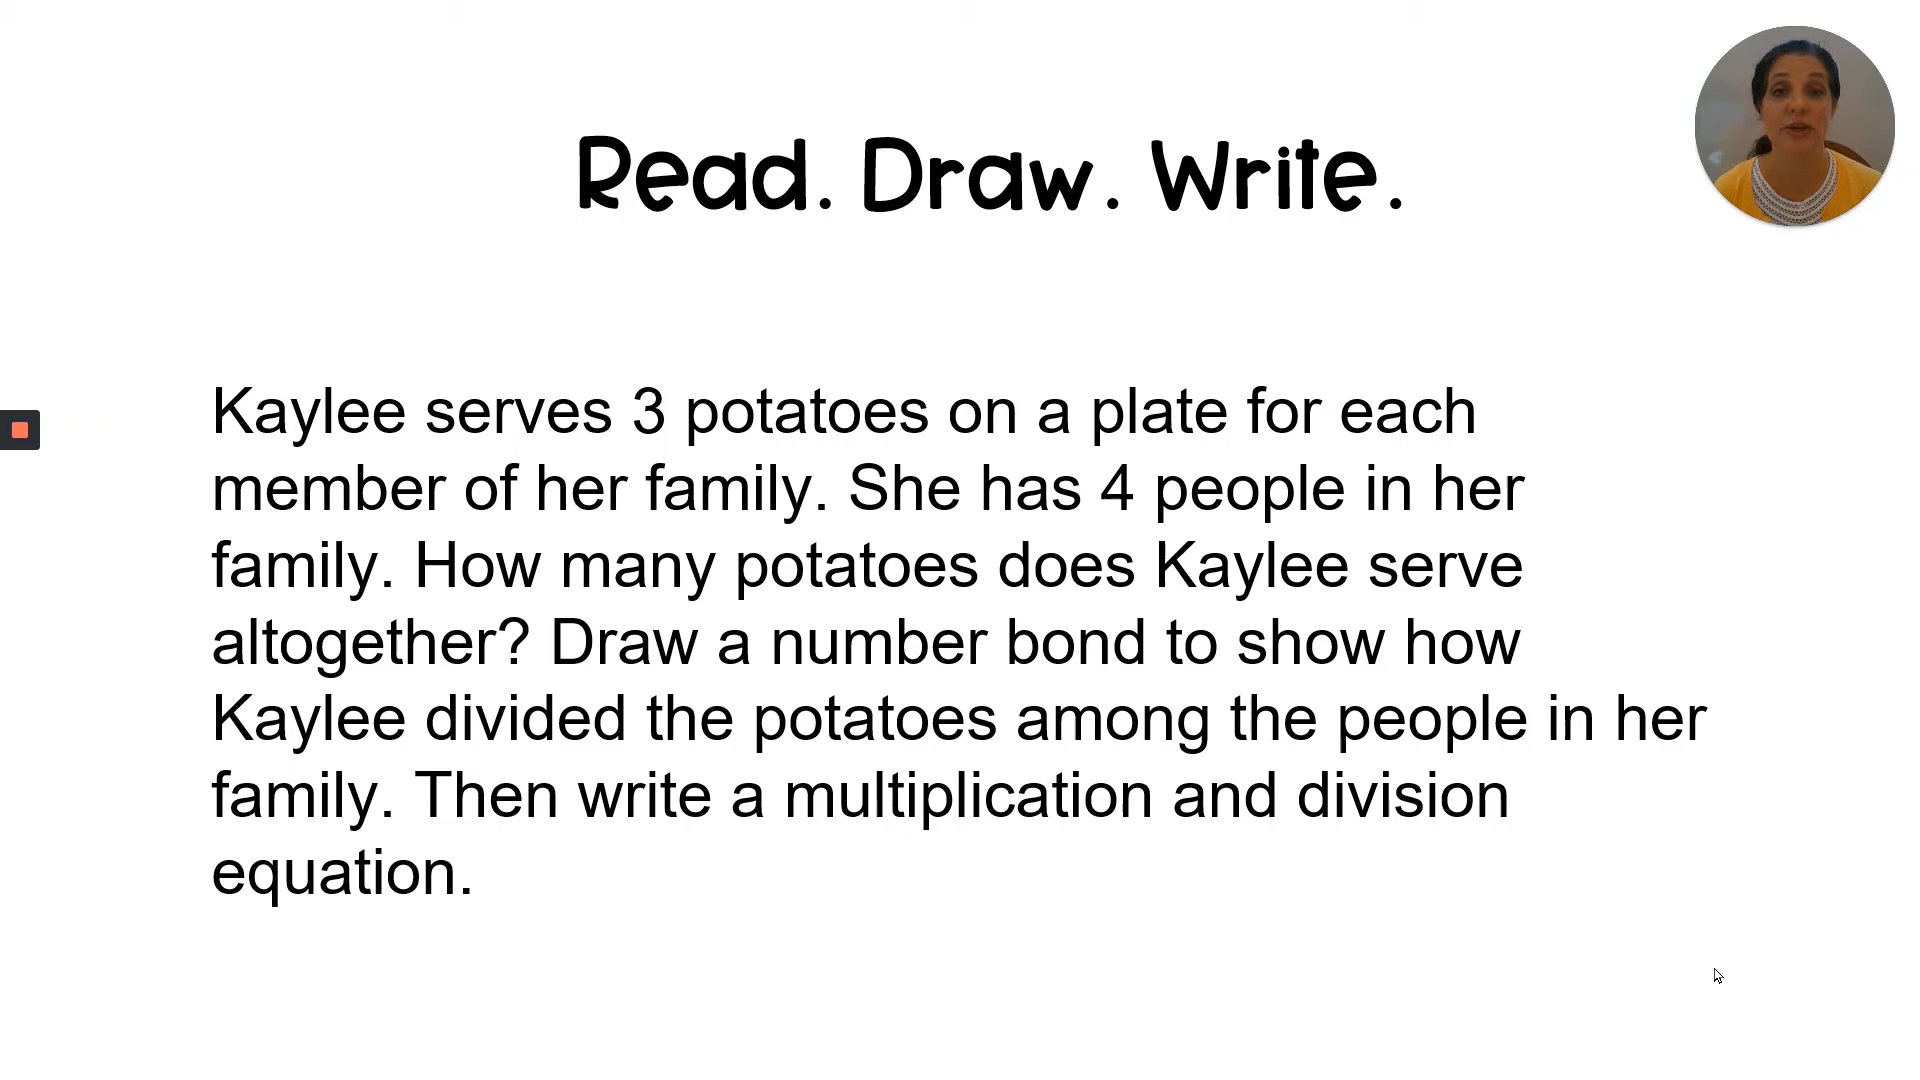 Read. Draw. Write.
Kaylee serves 3 potatoes on a plate for each
member of her family. She has 4 people in her
family. How many potatoes does Kaylee serve
altogether? Draw a number bond to show how
Kaylee divided the potatoes among the people in her
family. Then write a multiplication and division
equation.